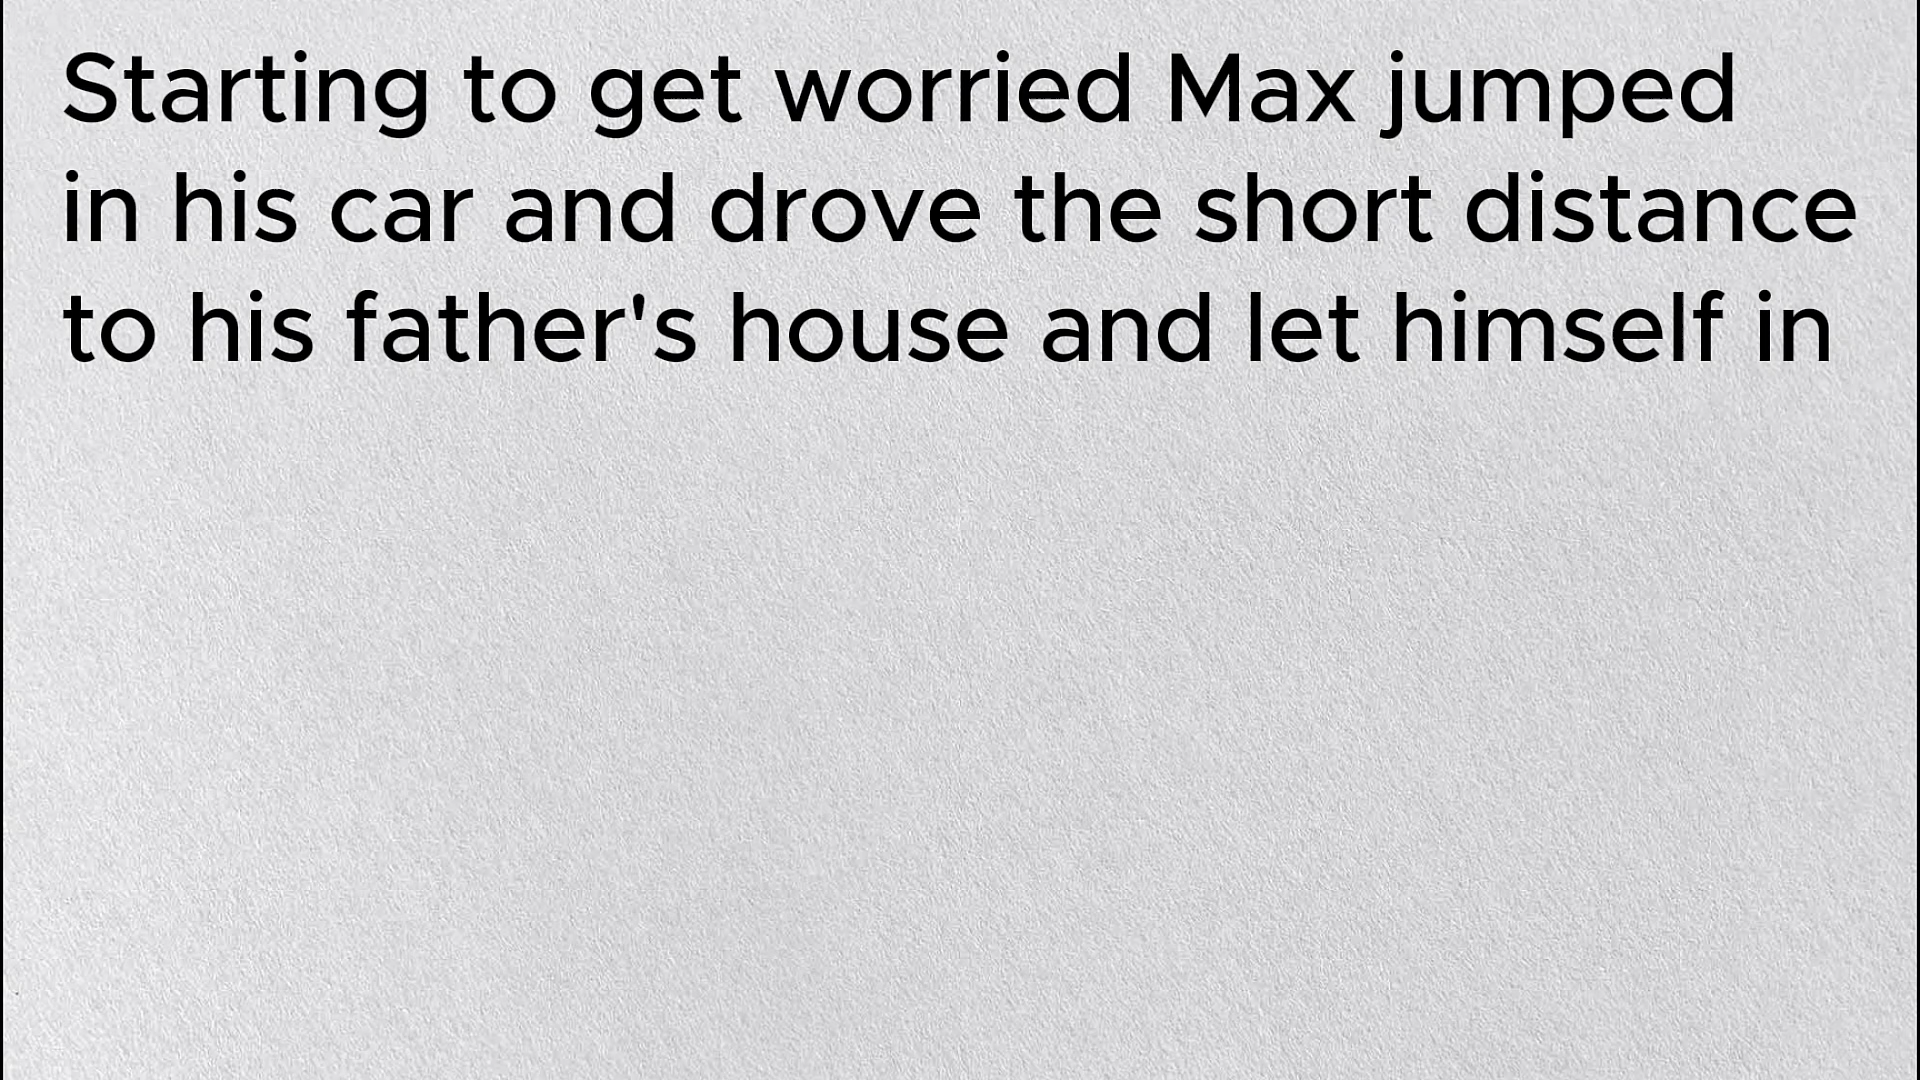 Starting to get worried Max jumped
in his car and drove the short distance
to his father's house and let himself in